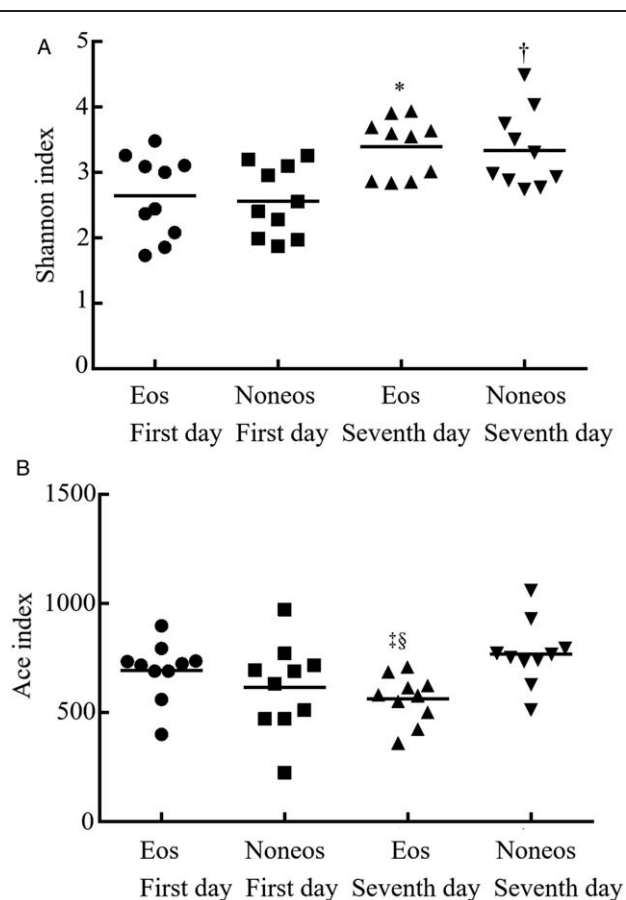 A
Shannon index
5
4
3
2
1
0
*
†
Eos Noneos Eos Noneos
First day First day Seventh day Seventh day
B
Ace index
1500
1000
500
0
‡§
Eos Noneos Eos Noneos
First day First day Seventh day Seventh day